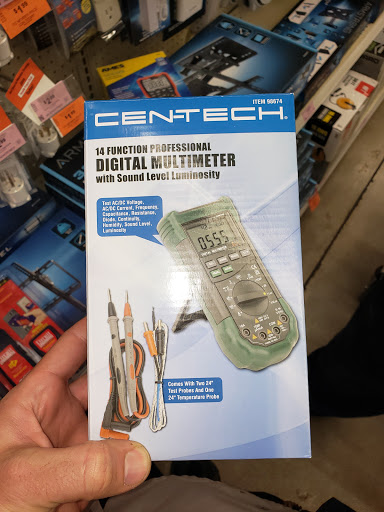 ITEM 98674
CEN-TECH®
14 FUNCTION PROFESSIONAL
DIGITAL MULTIMETER
with Sound Level Luminosity
Test AC/DC Voltage,
AC/DC Current, Frequency,
Capacitance, Resistance,
Diode, Continuity,
Humidity, Sound Level,
Luminosity
Comes With Two 24"
Test Probes And One
24" Temperature Probe